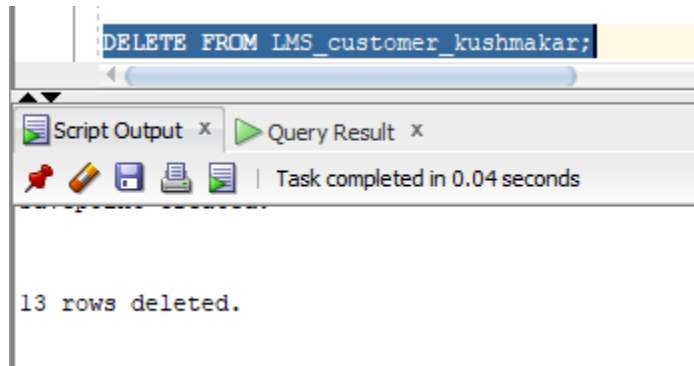 DELETE FROM LMS_customer_kushmakar;
Script Output x
Query Result x
Task completed in 0.04 seconds
13 rows deleted.